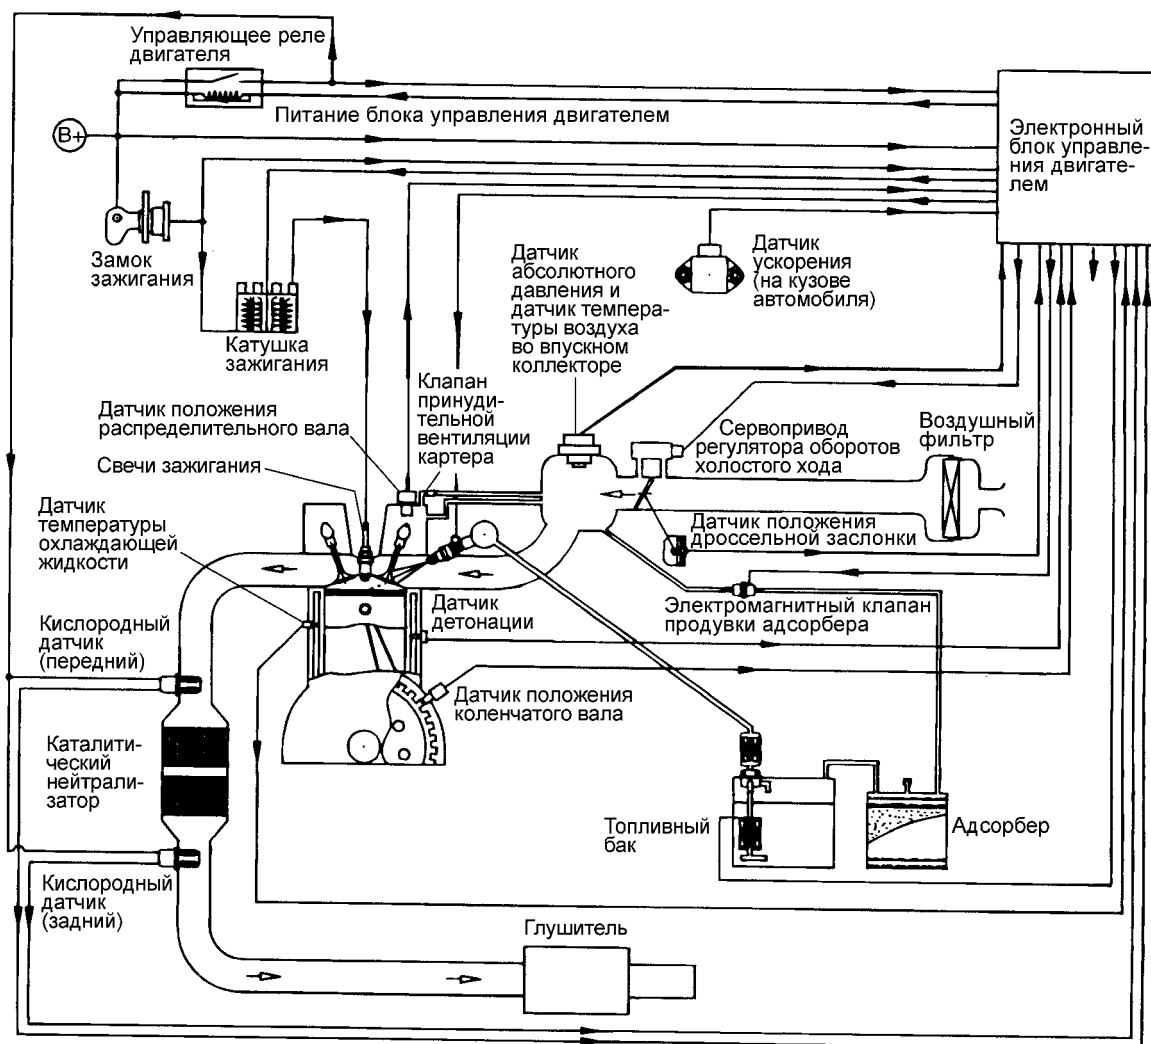 Управляющее реле
двигателя
Питание блока управления двигателем
B+
Электронный
блок управле-
ния двигате-
лем
Замок
зажигания
Катушка
зажигания
Датчик
абсолютного
давления и
датчик темпера-
туры воздуха
во впускном
коллекторе
Датчик
ускорения
(на кузове
автомобиля)
Датчик положения
распределительного вала
Клапан
принуди-
тельной
вентиляции
картера
Сервопривод
регулятора оборотов
холостого хода
Воздушный
фильтр
Свечи зажигания
Датчик
температуры
охлаждающей
жидкости
Датчик положения
дроссельной заслонки
Датчик
детонации
Электромагнитный клапан
продувки адсорбера
Кислородный
датчик
(передний)
Датчик положения
коленчатого вала
Каталити-
ческий
нейтрали-
затор
Топливный
бак
Адсорбер
Кислородный
датчик
(задний)
Глушитель